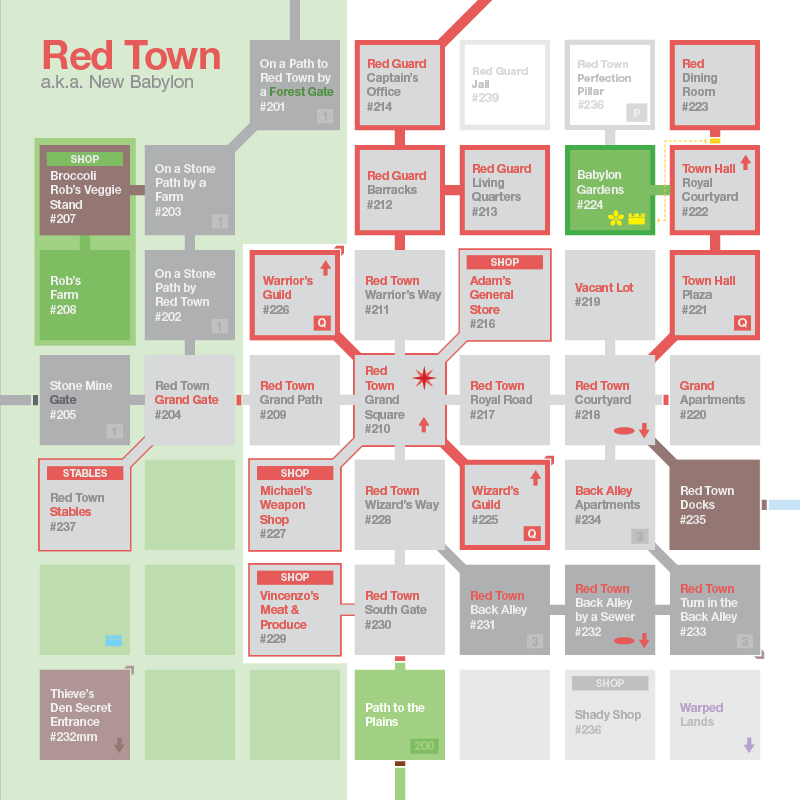 Red Town
a.k.a. New Babylon
On a Path to
Red Town by
a Forest Gate
#201
1
Red Guard
Captain's
Office
#214
Red Guard
Jail
#239
Red Town
Perfection
Pillar
#236
P
Red
Dining
Room
#223
SHOP
Broccoli
Rob's Veggie
Stand
#207
On a Stone
Path by a
Farm
#203
1
Red Guard
Barracks
#212
Red Guard
Living
Quarters
#213
Babylon
Gardens
#224
Town Hall
Royal
Courtyard
#222
Rob's
Farm
#208
On a Stone
Path by
Red Town
#202
1
Warrior's
Guild
#226
Q
Red Town
Warrior's Way
#211
SHOP
Adam's
General
Store
#216
Vacant Lot
#219
Town Hall
Plaza
#221
Q
Stone Mine
Gate
#205
1
Red Town
Grand Gate
#204
Red Town
Grand Path
#209
Red
Town
Grand
Square
#210
Red Town
Royal Road
#217
Red Town
Courtyard
#218
Grand
Apartments
#220
STABLES
Red Town
Stables
#237
SHOP
Michael's
Weapon
Shop
#227
Red Town
Wizard's Way
#228
Wizard's
Guild
#225
Q
Back Alley
Apartments
#234
3
Red Town
Docks
#235
SHOP
Vincenzo's
Meat &
Produce
#229
Red Town
South Gate
#230
Red Town
Back Alley
#231
3
Red Town
Back Alley
by a Sewer
#232
Red Town
Turn in the
Back Alley
#233
3
Thieve's
Den Secret
Entrance
#232mm
Path to the
Plains
200
SHOP
Shady Shop
#236
Warped
Lands